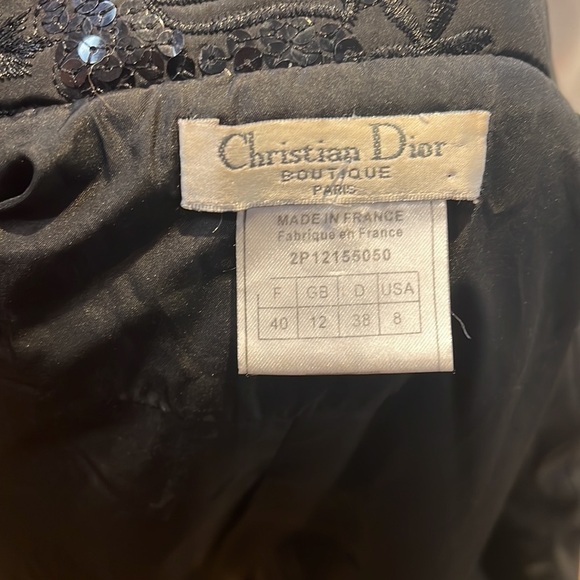 Christian Dior
BOUTIQUE
PARIS
MADE IN FRANCE
Fabriqué en France
2P12155050
F GB D USA
40 12 38 8